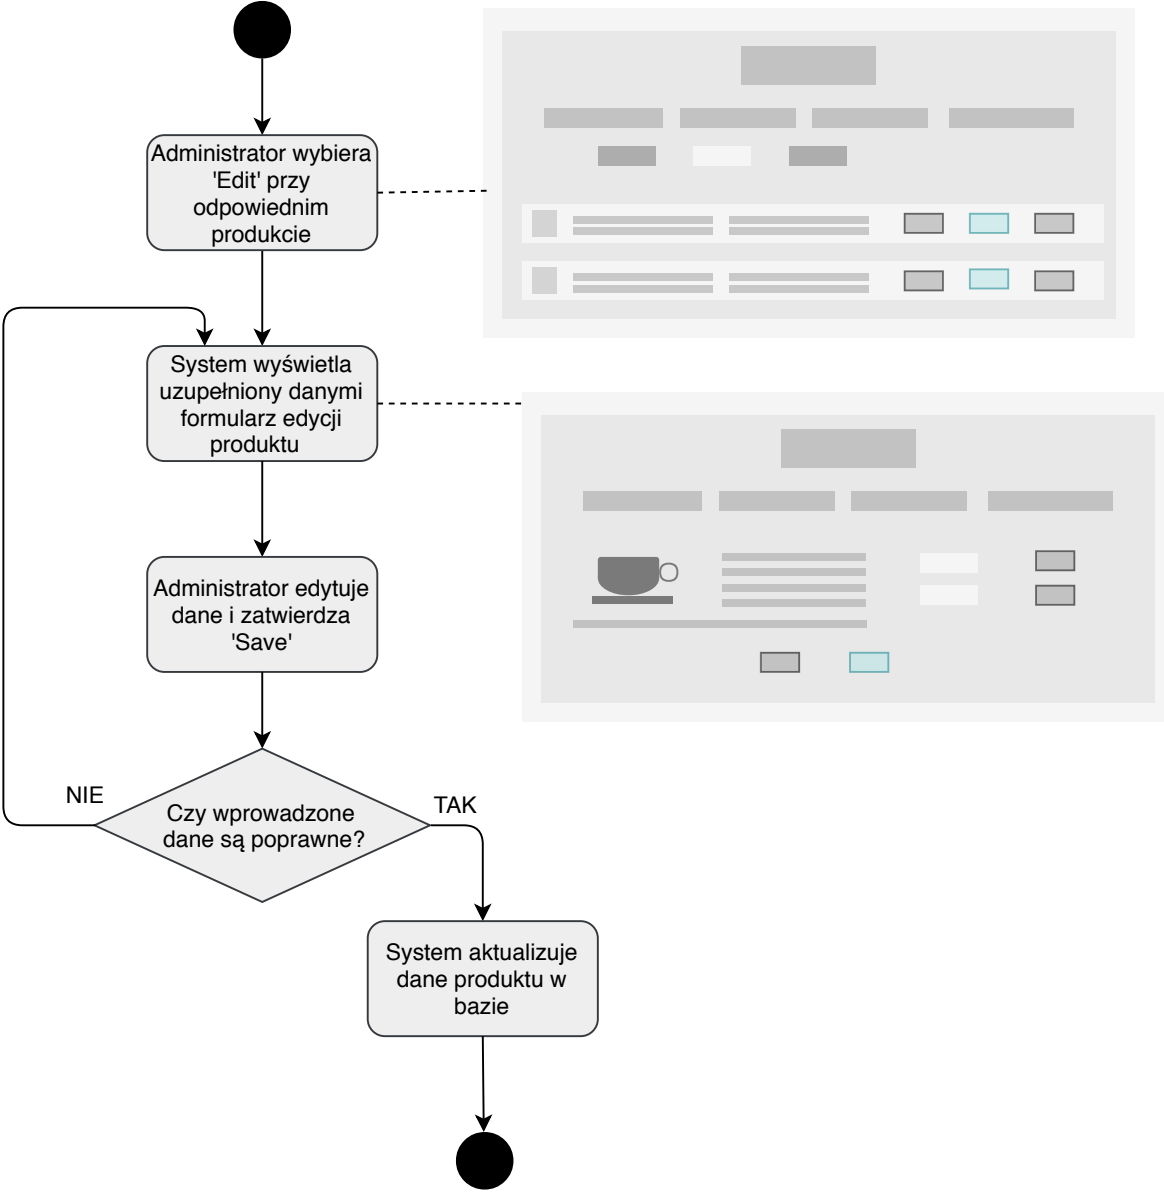 Administrator wybiera
'Edit' przy
odpowiednim
produkcie
System wyświetla
uzupełniony danymi
formularz edycji
produktu
Administrator edytuje
dane i zatwierdza
'Save'
NIE
TAK
Czy wprowadzone
dane są poprawne?
System aktualizuje
dane produktu w
bazie